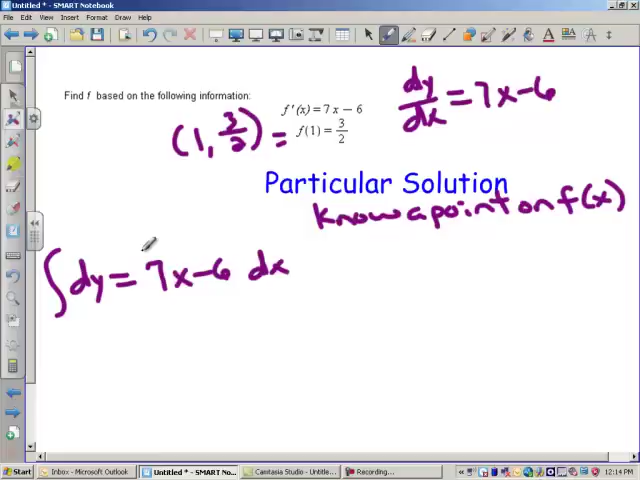 Untitled * - SMART Notebook
File Edit View Insert Format Draw Help
Find f based on the following information:
f '(x) = 7 x – 6
f (1) = 3/2
(1, 3/2) =
dy/dx = 7x-6
Particular Solution
know a point on f(x)
∫ dy = 7x-6 dx
Start
Inbox - Microsoft Outlook
Untitled * - SMART No...
Camtasia Studio - Untitle...
Recording...
12:14 PM